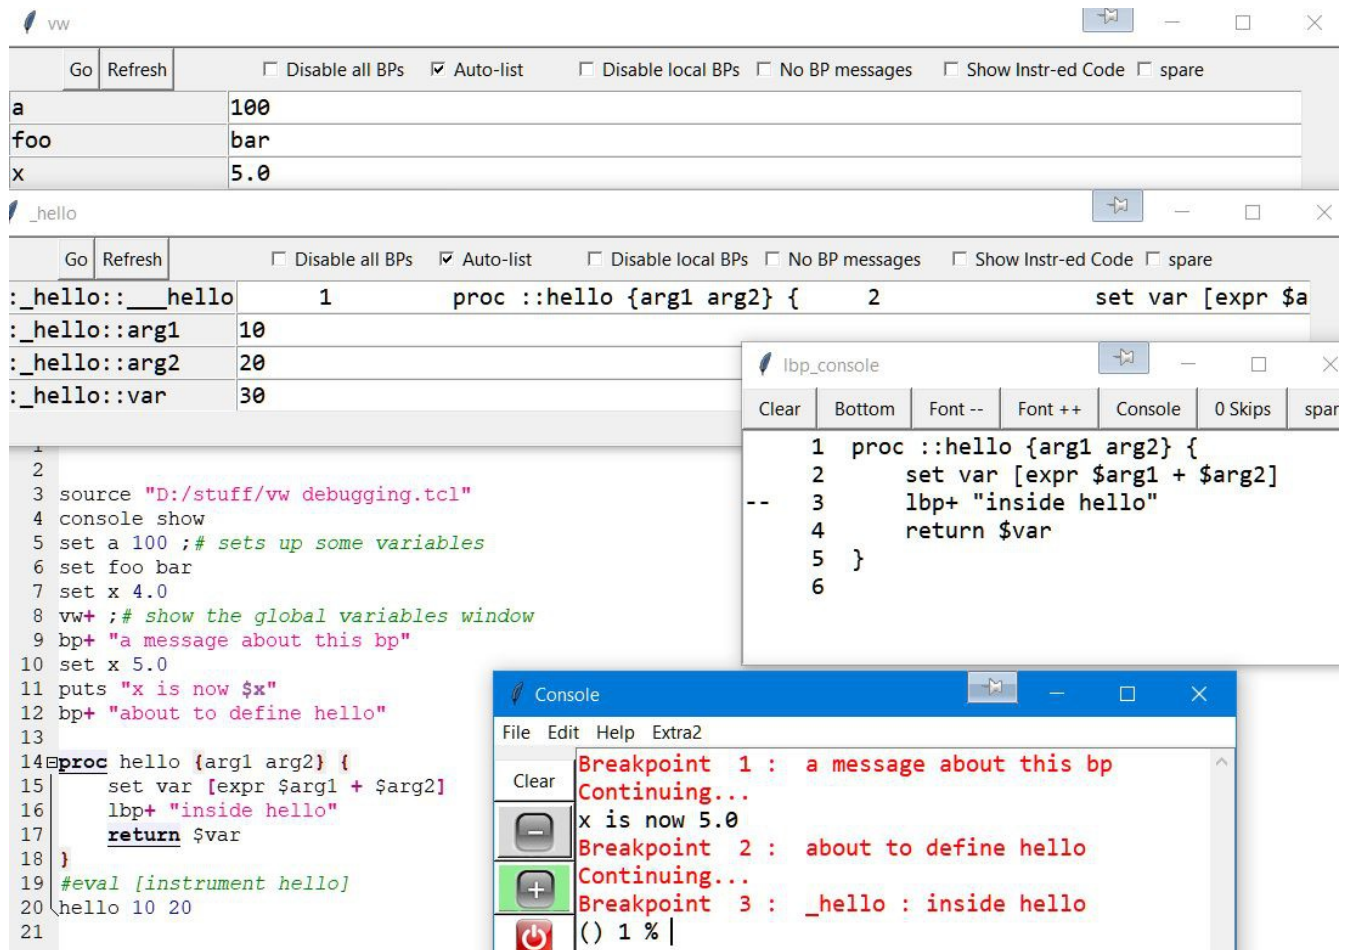 vw
Go Refresh Disable all BPs Auto-list Disable local BPs No BP messages Show Instr-ed Code spare
a 100
foo bar
x 5.0
_hello
Go Refresh Disable all BPs Auto-list Disable local BPs No BP messages Show Instr-ed Code spare
:_hello::___hello 1 proc ::hello {arg1 arg2} { 2 set var [expr $a
:_hello::arg1 10
:_hello::arg2 20
:_hello::var 30
lbp_console
Clear Bottom Font -- Font ++ Console 0 Skips spar
1 proc ::hello {arg1 arg2} {
2 set var [expr $arg1 + $arg2]
-- 3 lbp+ "inside hello"
4 return $var
5 }
6
1
2
3 source "D:/stuff/vw debugging.tcl"
4 console show
5 set a 100 ;# sets up some variables
6 set foo bar
7 set x 4.0
8 vw+ ;# show the global variables window
9 bp+ "a message about this bp"
10 set x 5.0
11 puts "x is now $x"
12 bp+ "about to define hello"
13
14 proc hello {arg1 arg2} {
15 set var [expr $arg1 + $arg2]
16 lbp+ "inside hello"
17 return $var
18 }
19 #eval [instrument hello]
20 hello 10 20
21
Console
File Edit Help Extra2
Clear
Breakpoint 1 : a message about this bp
Continuing...
x is now 5.0
Breakpoint 2 : about to define hello
Continuing...
Breakpoint 3 : _hello : inside hello
() 1 %